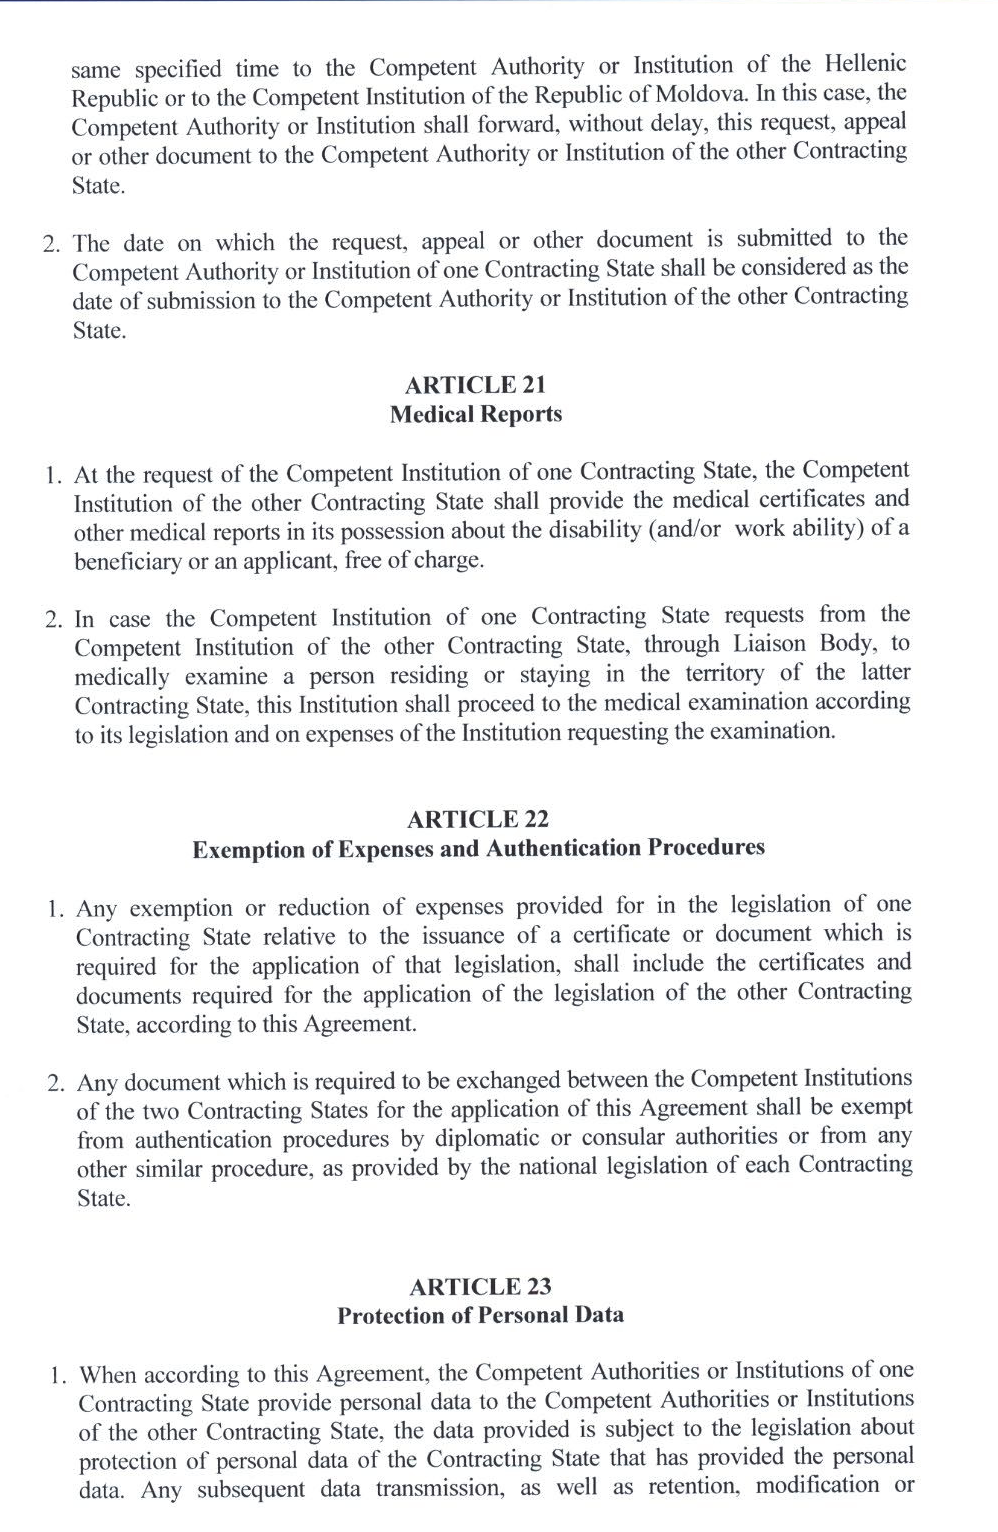 same specified time to the Competent Authority or Institution of the Hellenic
Republic or to the Competent Institution of the Republic of Moldova. In this case, the
Competent Authority or Institution shall forward, without delay, this request, appeal
or other document to the Competent Authority or Institution of the other Contracting
State.
2. The date on which the request, appeal or other document is submitted to the
Competent Authority or Institution of one Contracting State shall be considered as the
date of submission to the Competent Authority or Institution of the other Contracting
State.
ARTICLE 21
Medical Reports
1. At the request of the Competent Institution of one Contracting State, the Competent
Institution of the other Contracting State shall provide the medical certificates and
other medical reports in its possession about the disability (and/or work ability) of a
beneficiary or an applicant, free of charge.
2. In case the Competent Institution of one Contracting State requests from the
Competent Institution of the other Contracting State, through Liaison Body, to
medically examine a person residing or staying in the territory of the latter
Contracting State, this Institution shall proceed to the medical examination according
to its legislation and on expenses of the Institution requesting the examination.
ARTICLE 22
Exemption of Expenses and Authentication Procedures
1. Any exemption or reduction of expenses provided for in the legislation of one
Contracting State relative to the issuance of a certificate or document which is
required for the application of that legislation, shall include the certificates and
documents required for the application of the legislation of the other Contracting
State, according to this Agreement.
2. Any document which is required to be exchanged between the Competent Institutions
of the two Contracting States for the application of this Agreement shall be exempt
from authentication procedures by diplomatic or consular authorities or from any
other similar procedure, as provided by the national legislation of each Contracting
State.
ARTICLE 23
Protection of Personal Data
1. When according to this Agreement, the Competent Authorities or Institutions of one
Contracting State provide personal data to the Competent Authorities or Institutions
of the other Contracting State, the data provided is subject to the legislation about
protection of personal data of the Contracting State that has provided the personal
data. Any subsequent data transmission, as well as retention, modification or